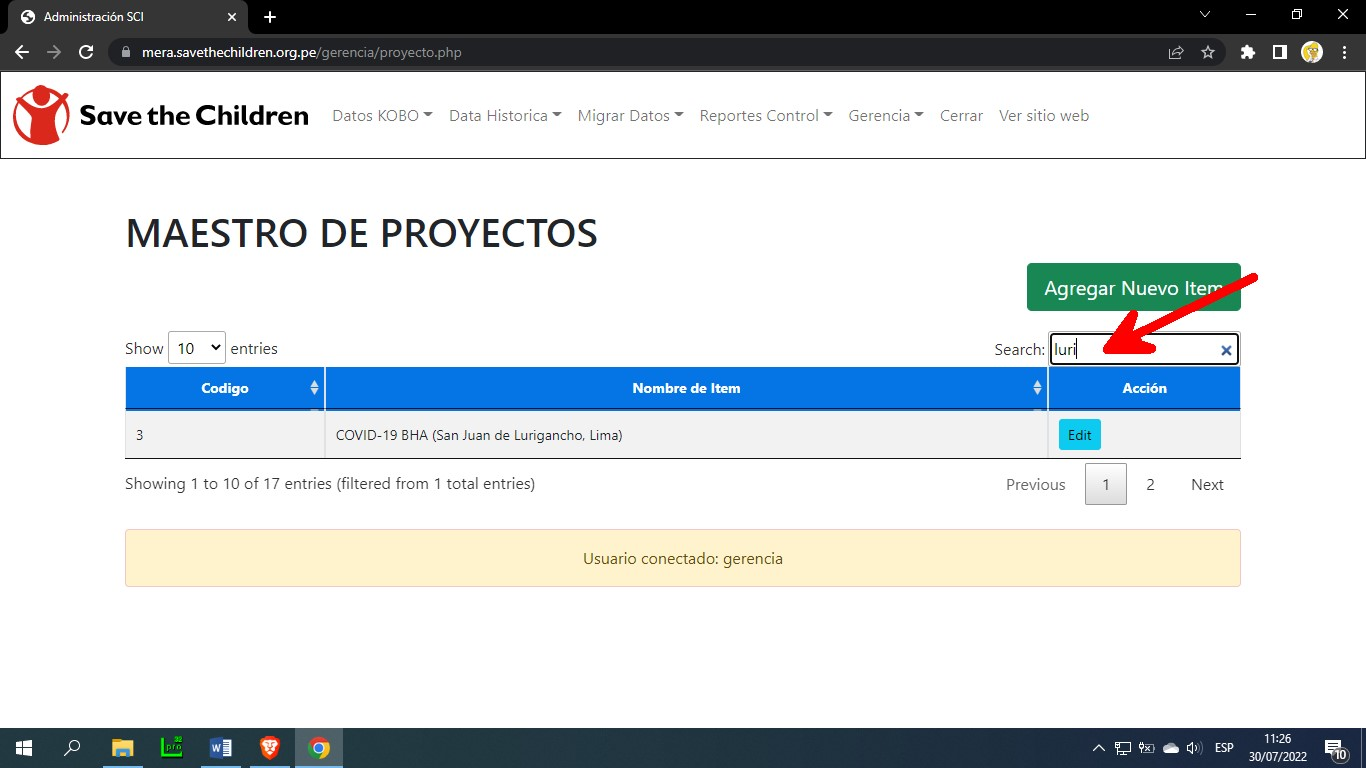 Administración SCI
mera.savethechildren.org.pe/gerencia/proyecto.php
Save the Children Datos KOBO Data Historica Migrar Datos Reportes Control Gerencia Cerrar Ver sitio web
MAESTRO DE PROYECTOS
Agregar Nuevo Item
Show 10 entries Search: luri
Codigo Nombre de Item Acción
3 COVID-19 BHA (San Juan de Lurigancho, Lima) Edit
Showing 1 to 10 of 17 entries (filtered from 1 total entries) Previous 1 2 Next
Usuario conectado: gerencia
ESP 11:26
30/07/2022 10